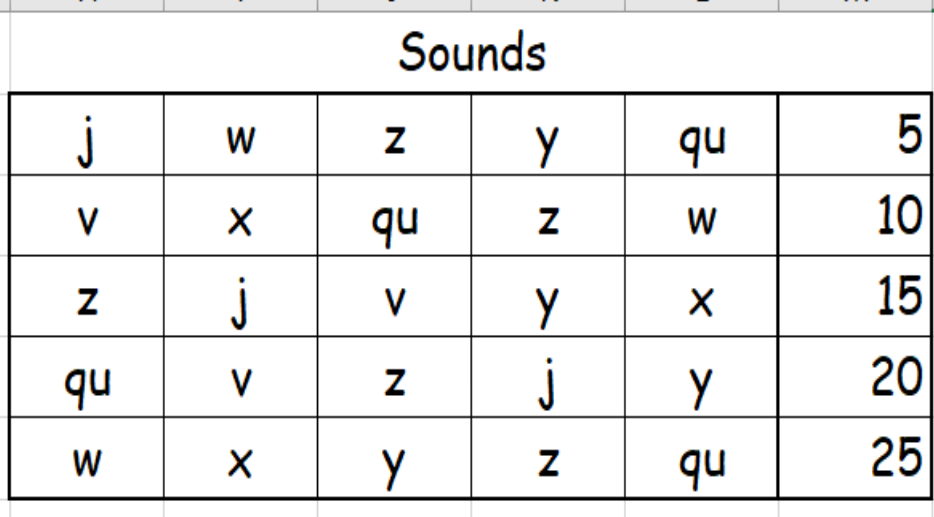 Sounds
j w z y qu 5
v x qu z w 10
z j v y x 15
qu v z j y 20
w x y z qu 25